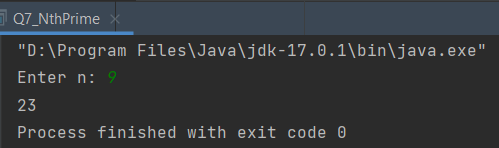 Q7_NthPrime ×
"D:\Program Files\Java\jdk-17.0.1\bin\java.exe"
Enter n: 9
23
Process finished with exit code 0